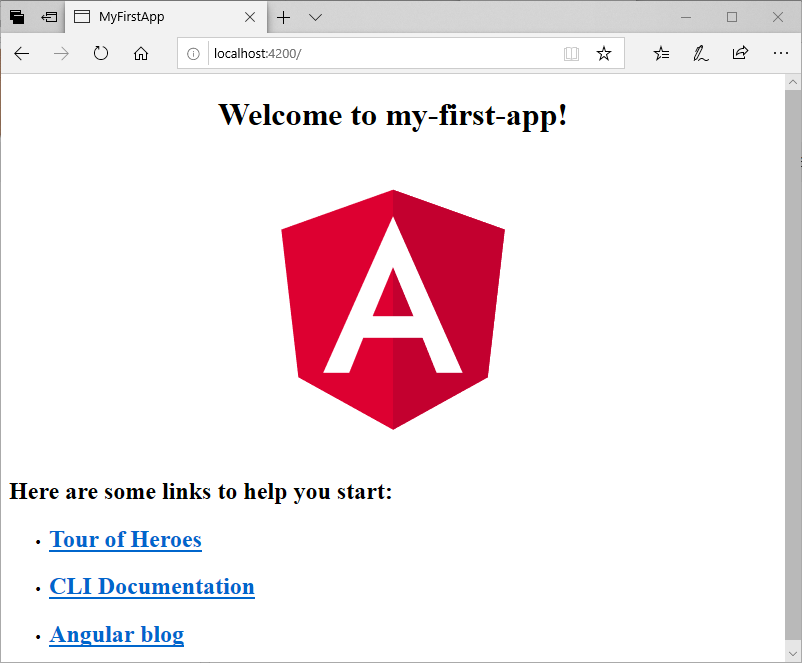 MyFirstApp
localhost:4200/
Welcome to my-first-app!
A
Here are some links to help you start:
Tour of Heroes
CLI Documentation
Angular blog